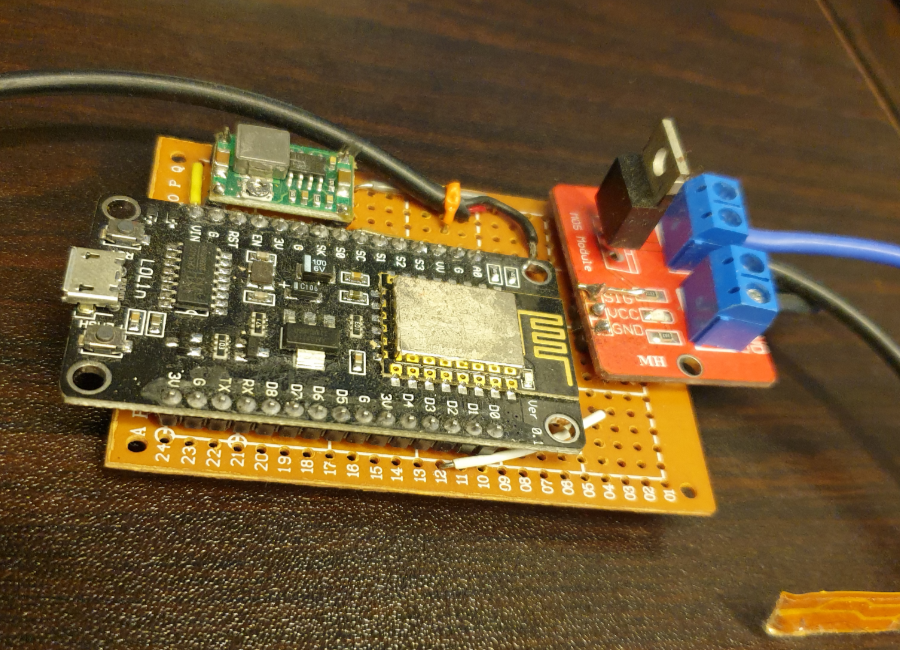 O P Q
LOLin
VIN
G
RST
EN
3V
G
SK
S0
SC
S1
S2
S3
VU
G
A0
100
6V
3V
G
TX
RX
D8
D7
D6
D5
G
3V
D4
D3
D2
D1
D0
Ver 0.1
MOS Module
SIG
VCC
GND
MH
A
24
23
22
21
20
19
18
17
16
15
14
13
12
11
10
09
08
07
06
05
04
03
02
01